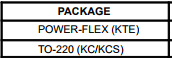 PACKAGE
POWER-FLEX (KTE)
TO-220 (KC/KCS)